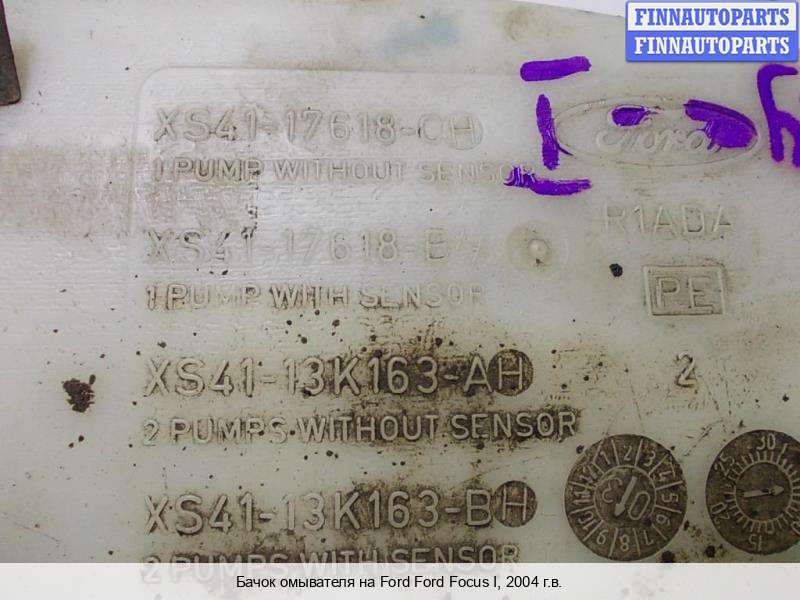 FINNAUTOPARTS
FINNAUTOPARTS
XS41-17618-CH
Ford
1 PUMP WITHOUT SENSOR
R1ADA
XS41-17618-B
1 PUMP WITH SENSOR
PE
XS41-13K163-AH
2
2 PUMPS WITHOUT SENSOR
XS41-13K163-BH
2 PUMPS WITH SENSOR
Бачок омывателя на Ford Ford Focus I, 2004 г.в.